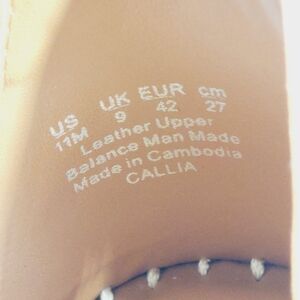 US UK EUR cm
11M 9 42 27
Leather Upper
Balance Man Made
Made in Cambodia
CALLIA